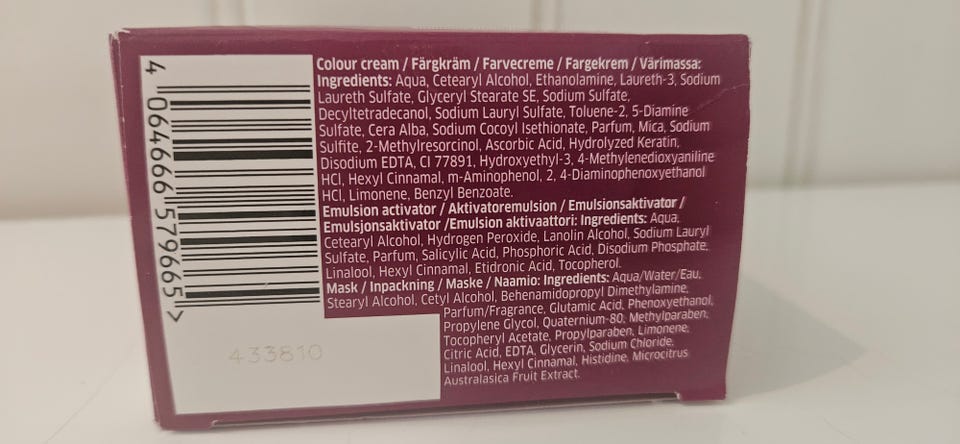 4 064666 579665 >
Colour cream / Färgkräm / Farvecreme / Fargekrem / Värimassa:
Ingredients: Aqua, Cetearyl Alcohol, Ethanolamine, Laureth-3, Sodium
Laureth Sulfate, Glyceryl Stearate SE, Sodium Sulfate,
Decyltetradecanol, Sodium Lauryl Sulfate, Toluene-2, 5-Diamine
Sulfate, Cera Alba, Sodium Cocoyl Isethionate, Parfum, Mica, Sodium
Sulfite, 2-Methylresorcinol, Ascorbic Acid, Hydrolyzed Keratin,
Disodium EDTA, CI 77891, Hydroxyethyl-3, 4-Methylenedioxyaniline
HCl, Hexyl Cinnamal, m-Aminophenol, 2, 4-Diaminophenoxyethanol
HCl, Limonene, Benzyl Benzoate.
Emulsion activator / Aktivatoremulsion / Emulsionsaktivator /
Emulsjonsaktivator /Emulsion aktivaattori: Ingredients: Aqua,
Cetearyl Alcohol, Hydrogen Peroxide, Lanolin Alcohol, Sodium Lauryl
Sulfate, Parfum, Salicylic Acid, Phosphoric Acid, Disodium Phosphate,
Linalool, Hexyl Cinnamal, Etidronic Acid, Tocopherol.
Mask / Inpackning / Maske / Naamio: Ingredients: Aqua/Water/Eau,
Stearyl Alcohol, Cetyl Alcohol, Behenamidopropyl Dimethylamine,
Parfum/Fragrance, Glutamic Acid, Phenoxyethanol,
Propylene Glycol, Quaternium-80, Methylparaben,
Tocopheryl Acetate, Propylparaben, Limonene,
Citric Acid, EDTA, Glycerin, Sodium Chloride,
Linalool, Hexyl Cinnamal, Histidine, Microcitrus
Australasica Fruit Extract.
433810